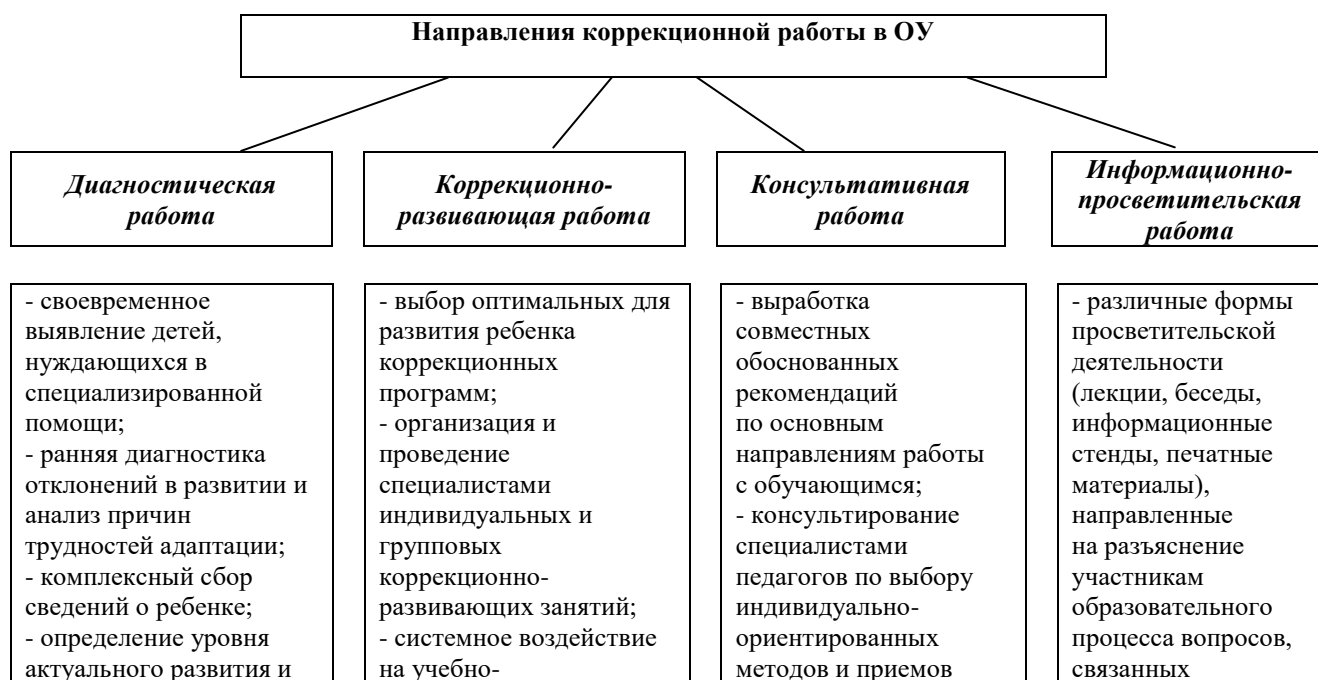 Направления коррекционной работы в ОУ
Диагностическая
работа
Коррекционно-
развивающая работа
Консультативная
работа
Информационно-
просветительская
работа
- своевременное
выявление детей,
нуждающихся в
специализированной
помощи;
- ранняя диагностика
отклонений в развитии и
анализ причин
трудностей адаптации;
- комплексный сбор
сведений о ребенке;
- определение уровня
актуального развития и
- выбор оптимальных для
развития ребенка
коррекционных
программ;
- организация и
проведение
специалистами
индивидуальных и
групповых
коррекционно-
развивающих занятий;
- системное воздействие
на учебно-
- выработка
совместных
обоснованных
рекомендаций
по основным
направлениям работы
с обучающимся;
- консультирование
специалистами
педагогов по выбору
индивидуально-
ориентированных
методов и приемов
- различные формы
просветительской
деятельности
(лекции, беседы,
информационные
стенды, печатные
материалы),
направленные
на разъяснение
участникам
образовательного
процесса вопросов,
связанных